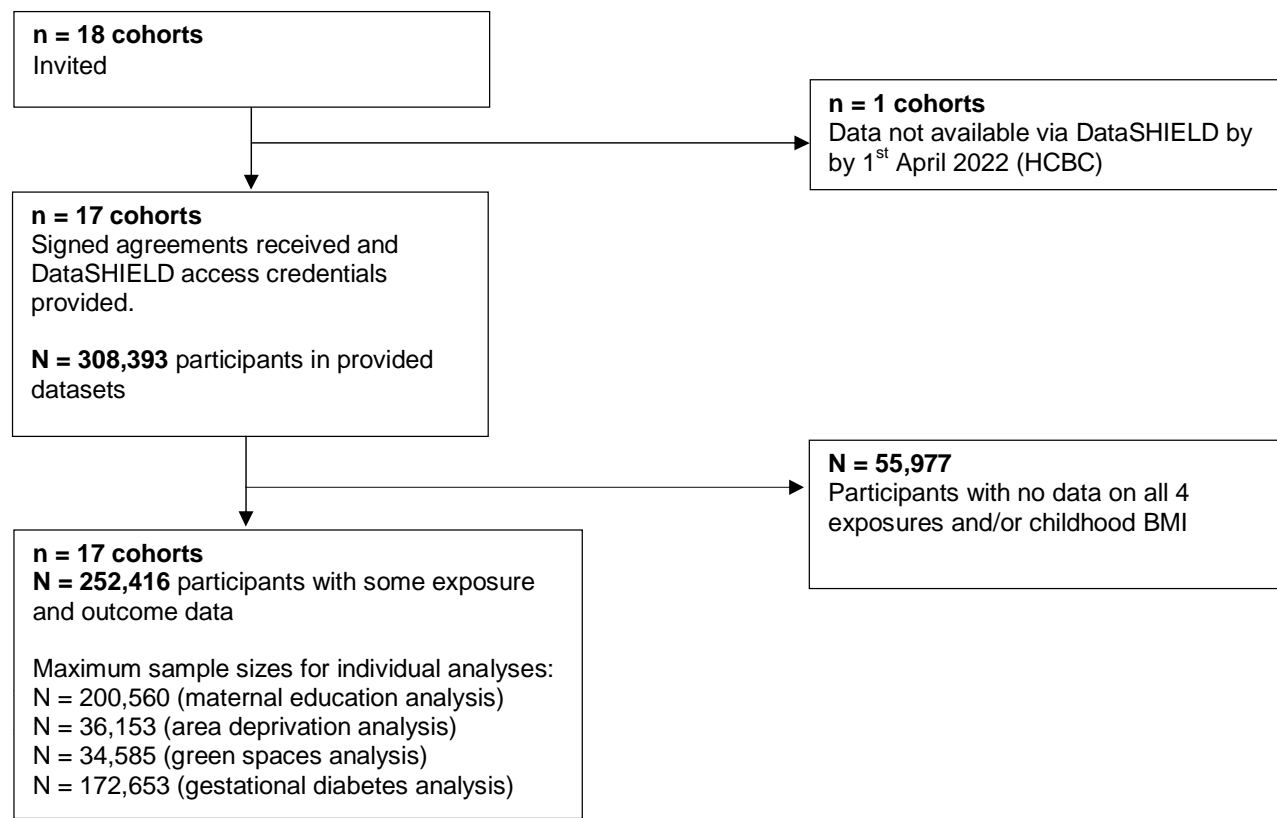 n = 18 cohorts
Invited
n = 1 cohorts
Data not available via DataSHIELD by
by 1st April 2022 (HCBC)
n = 17 cohorts
Signed agreements received and
DataSHIELD access credentials
provided.
N = 308,393 participants in provided
datasets
N = 55,977
Participants with no data on all 4
exposures and/or childhood BMI
n = 17 cohorts
N = 252,416 participants with some exposure
and outcome data
Maximum sample sizes for individual analyses:
N = 200,560 (maternal education analysis)
N = 36,153 (area deprivation analysis)
N = 34,585 (green spaces analysis)
N = 172,653 (gestational diabetes analysis)